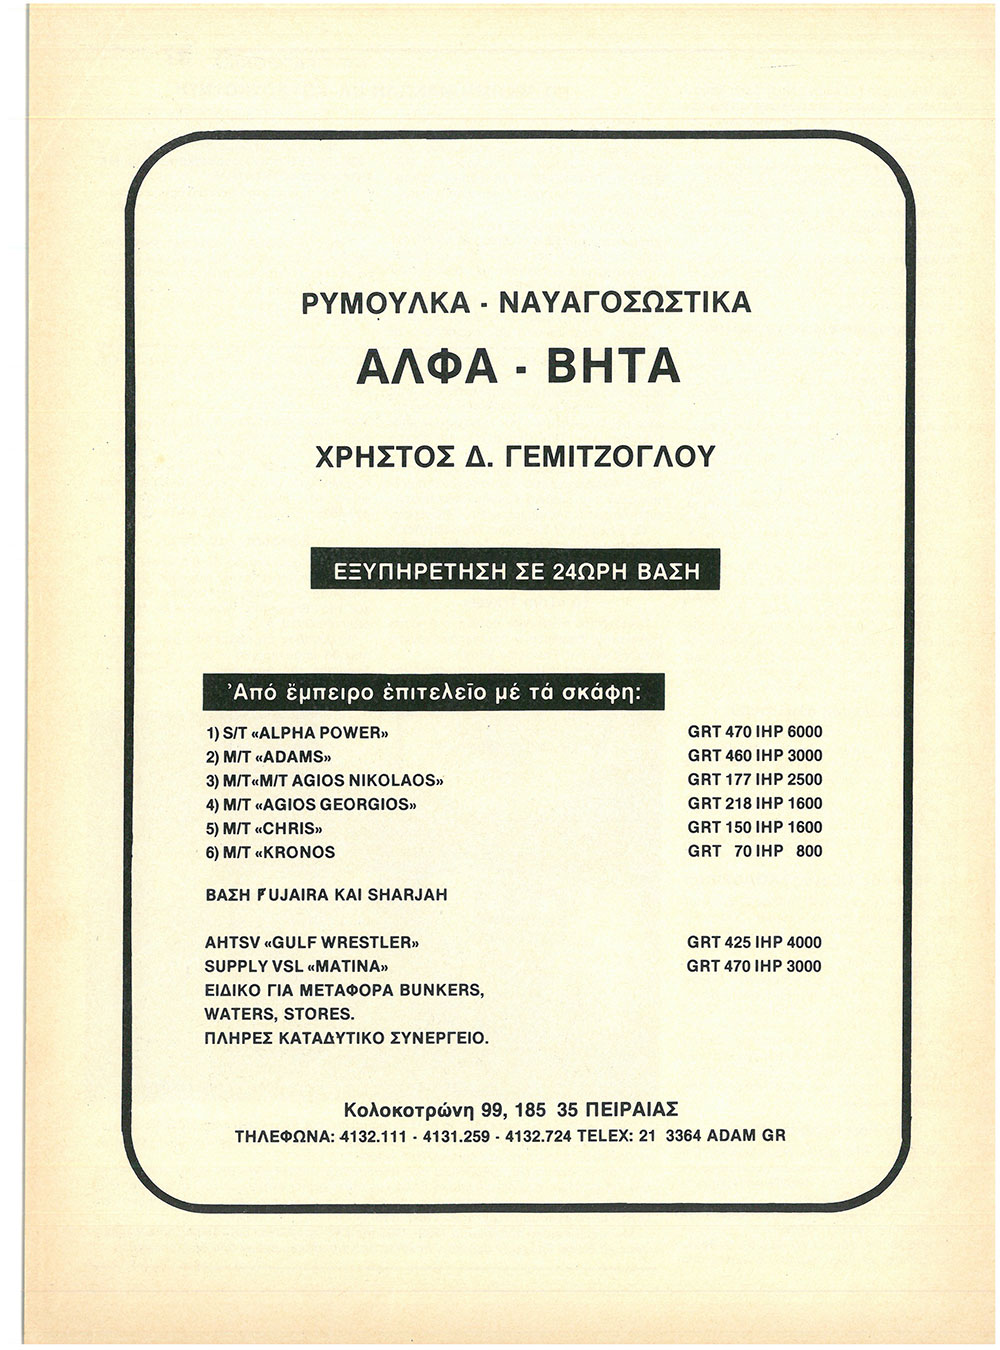 ΡΥΜΟΥΛΚΑ - ΝΑΥΑΓΟΣΩΣΤΙΚΑ
ΑΛΦΑ - ΒΗΤΑ
ΧΡΗΣΤΟΣ Δ. ΓΕΜΙΤΖΟΓΛΟΥ
ΕΞΥΠΗΡΕΤΗΣΗ ΣΕ 24ΩΡΗ ΒΑΣΗ
Ἀπό ἔμπειρο ἐπιτελεῖο μέ τά σκάφη:
1) S/T «ALPHA POWER» GRT 470 IHP 6000
2) M/T «ADAMS» GRT 460 IHP 3000
3) M/T«M/T AGIOS NIKOLAOS» GRT 177 IHP 2500
4) M/T «AGIOS GEORGIOS» GRT 218 IHP 1600
5) M/T «CHRIS» GRT 150 IHP 1600
6) M/T «KRONOS GRT 70 IHP 800
ΒΑΣΗ FUJAIRA ΚΑΙ SHARJAH
AHTSV «GULF WRESTLER» GRT 425 IHP 4000
SUPPLY VSL «MATINA» GRT 470 IHP 3000
ΕΙΔΙΚΟ ΓΙΑ ΜΕΤΑΦΟΡΑ BUNKERS,
WATERS, STORES.
ΠΛΗΡΕΣ ΚΑΤΑΔΥΤΙΚΟ ΣΥΝΕΡΓΕΙΟ.
Κολοκοτρώνη 99, 185 35 ΠΕΙΡΑΙΑΣ
ΤΗΛΕΦΩΝΑ: 4132.111 - 4131.259 - 4132.724 TELEX: 21 3364 ADAM GR